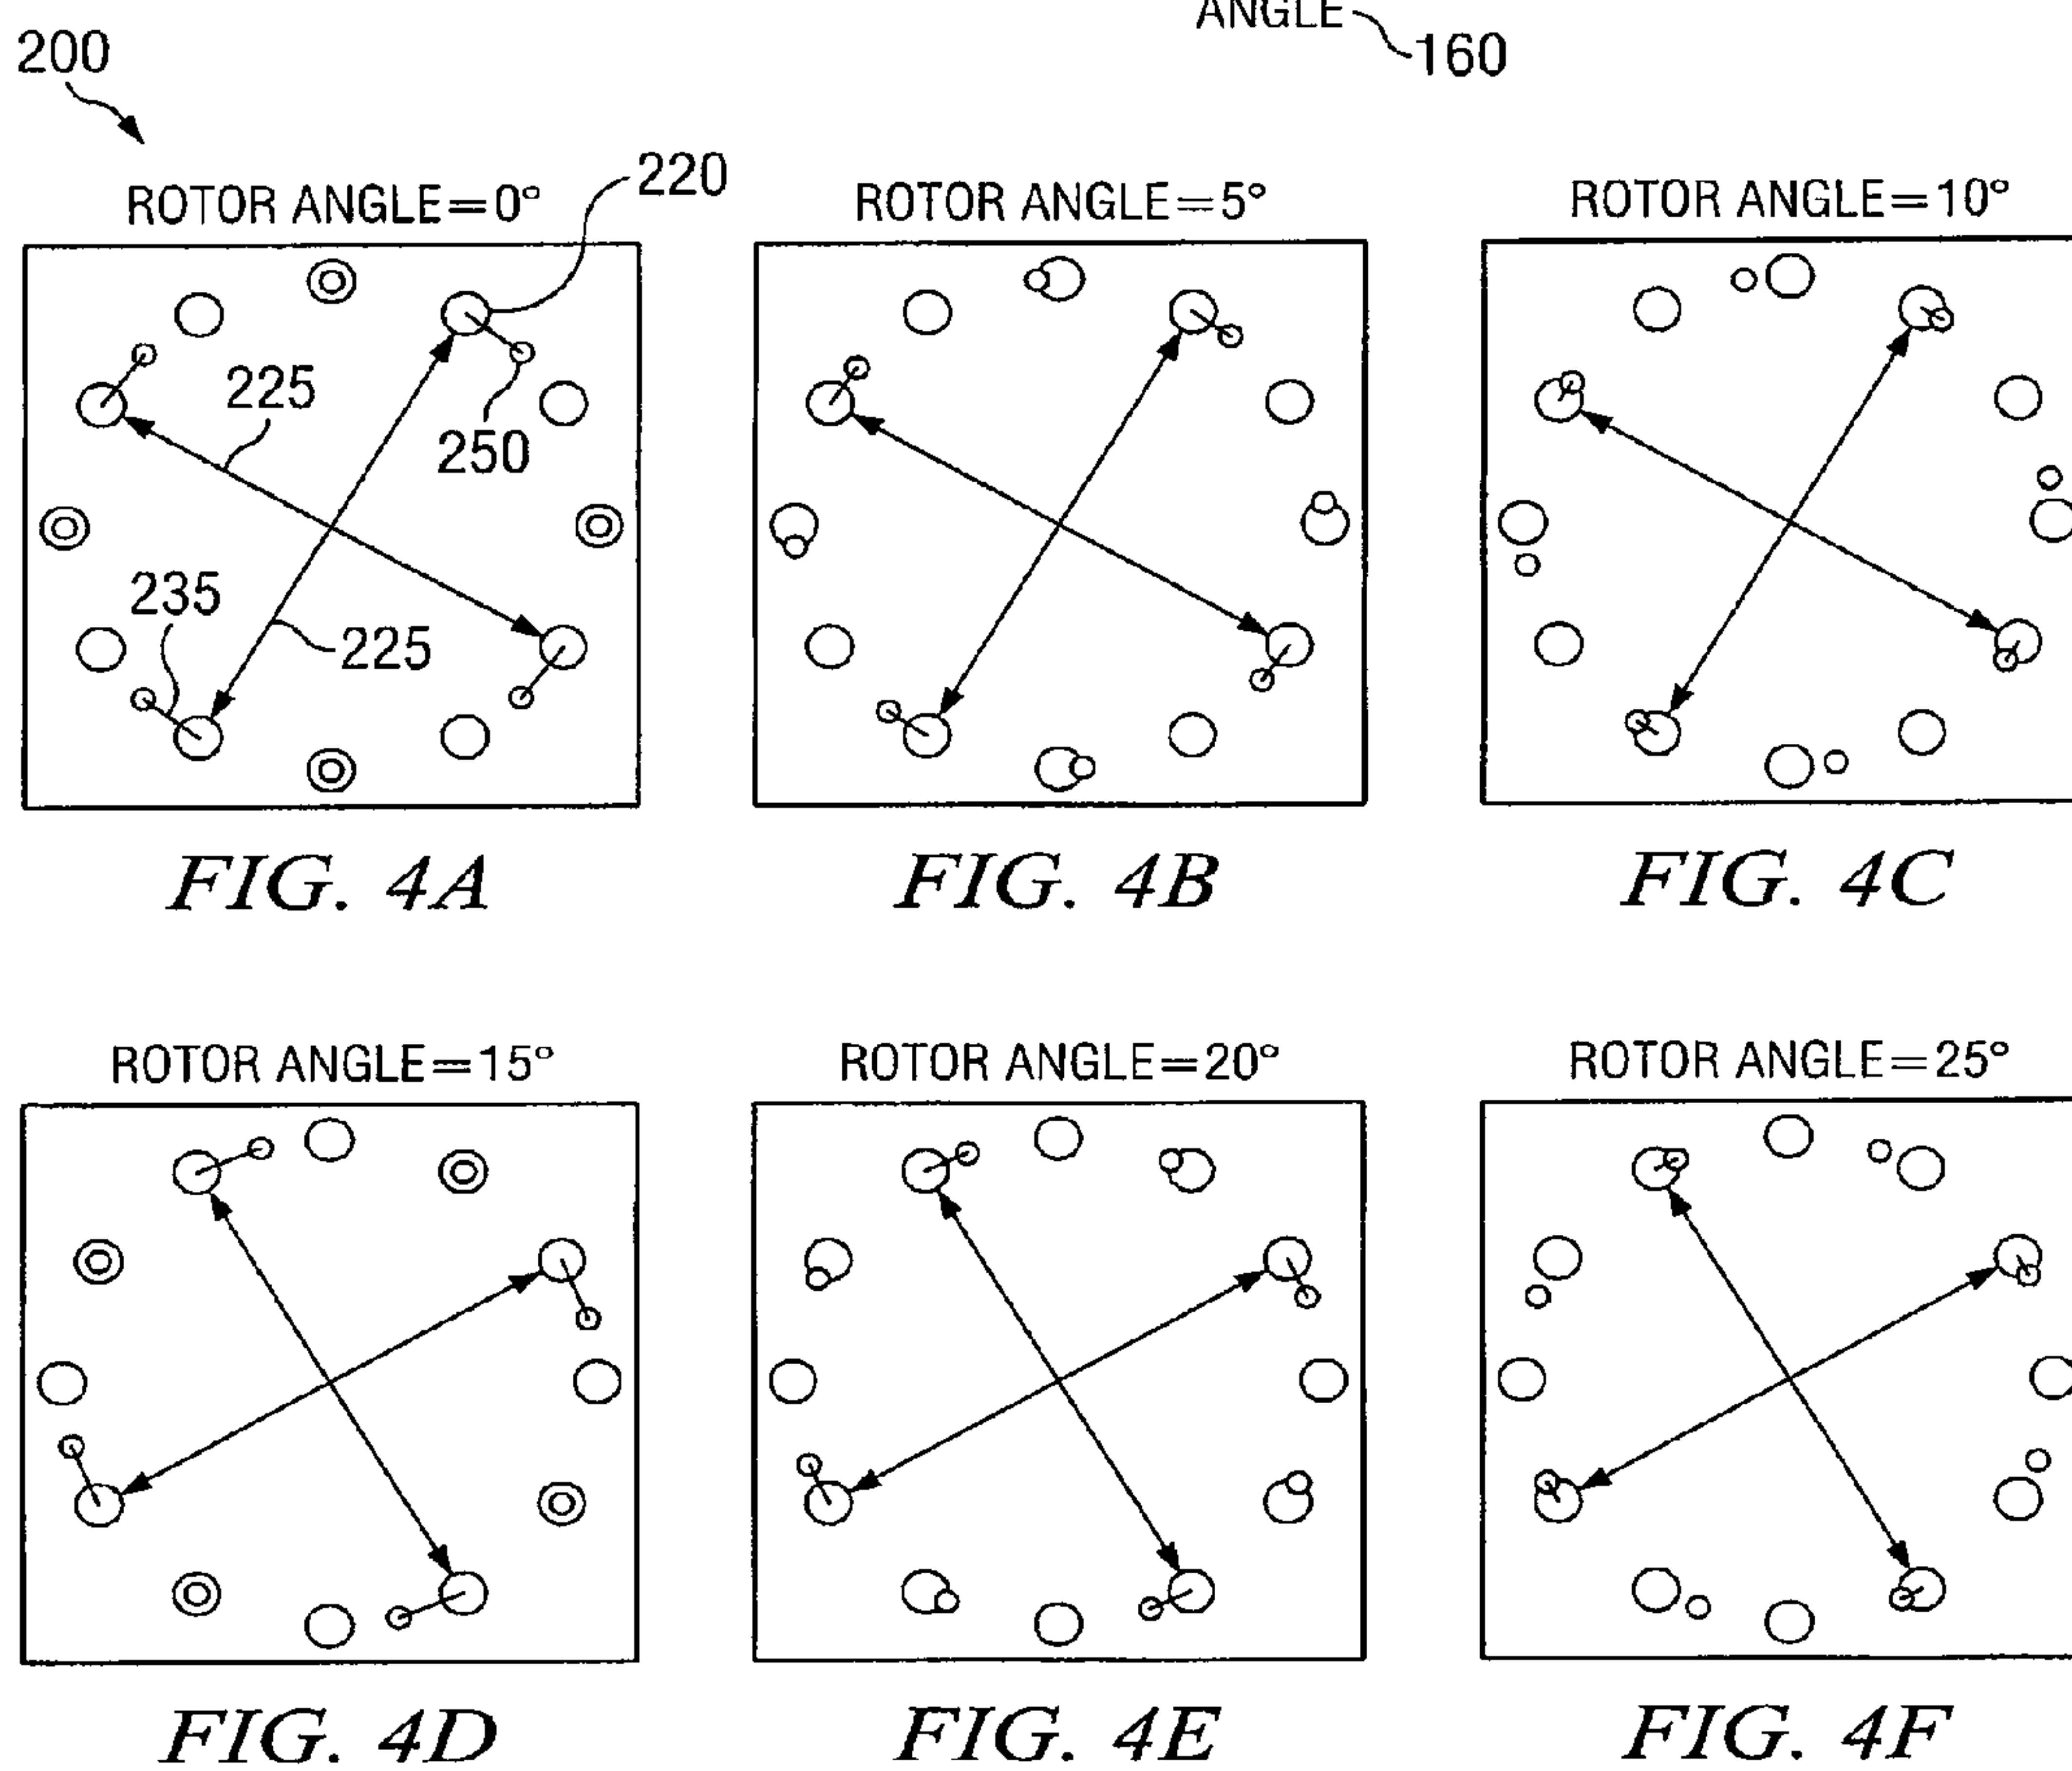 ANGLE
160
200
220
ROTOR ANGLE=0°
ROTOR ANGLE=5°
ROTOR ANGLE=10°
225
250
235
225
FIG. 4A
FIG. 4B
FIG. 4C
ROTOR ANGLE=15°
ROTOR ANGLE=20°
ROTOR ANGLE=25°
FIG. 4D
FIG. 4E
FIG. 4F